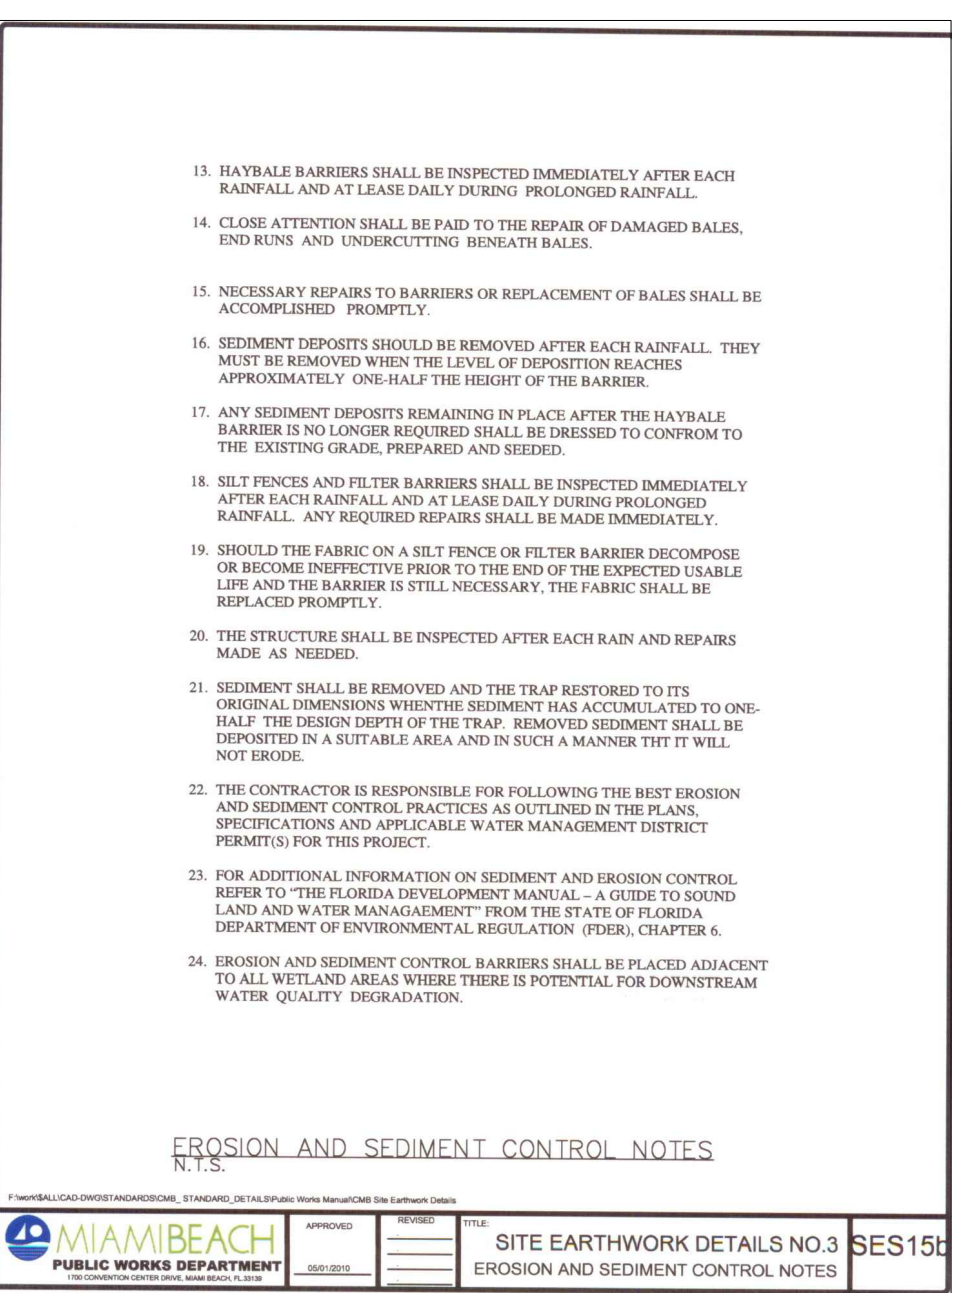 13. HAYBALE BARRIERS SHALL BE INSPECTED IMMEDIATELY AFTER EACH
RAINFALL AND AT LEASE DAILY DURING PROLONGED RAINFALL.
14. CLOSE ATTENTION SHALL BE PAID TO THE REPAIR OF DAMAGED BALES,
END RUNS AND UNDERCUTTING BENEATH BALES.
15. NECESSARY REPAIRS TO BARRIERS OR REPLACEMENT OF BALES SHALL BE
ACCOMPLISHED PROMPTLY.
16. SEDIMENT DEPOSITS SHOULD BE REMOVED AFTER EACH RAINFALL. THEY
MUST BE REMOVED WHEN THE LEVEL OF DEPOSITION REACHES
APPROXIMATELY ONE-HALF THE HEIGHT OF THE BARRIER.
17. ANY SEDIMENT DEPOSITS REMAINING IN PLACE AFTER THE HAYBALE
BARRIER IS NO LONGER REQUIRED SHALL BE DRESSED TO CONFROM TO
THE EXISTING GRADE, PREPARED AND SEEDED.
18. SILT FENCES AND FILTER BARRIERS SHALL BE INSPECTED IMMEDIATELY
AFTER EACH RAINFALL AND AT LEASE DAILY DURING PROLONGED
RAINFALL. ANY REQUIRED REPAIRS SHALL BE MADE IMMEDIATELY.
19. SHOULD THE FABRIC ON A SILT FENCE OR FILTER BARRIER DECOMPOSE
OR BECOME INEFFECTIVE PRIOR TO THE END OF THE EXPECTED USABLE
LIFE AND THE BARRIER IS STILL NECESSARY, THE FABRIC SHALL BE
REPLACED PROMPTLY.
20. THE STRUCTURE SHALL BE INSPECTED AFTER EACH RAIN AND REPAIRS
MADE AS NEEDED.
21. SEDIMENT SHALL BE REMOVED AND THE TRAP RESTORED TO ITS
ORIGINAL DIMENSIONS WHENTHE SEDIMENT HAS ACCUMULATED TO ONE-
HALF THE DESIGN DEPTH OF THE TRAP. REMOVED SEDIMENT SHALL BE
DEPOSITED IN A SUITABLE AREA AND IN SUCH A MANNER THT IT WILL
NOT ERODE.
22. THE CONTRACTOR IS RESPONSIBLE FOR FOLLOWING THE BEST EROSION
AND SEDIMENT CONTROL PRACTICES AS OUTLINED IN THE PLANS,
SPECIFICATIONS AND APPLICABLE WATER MANAGEMENT DISTRICT
PERMIT(S) FOR THIS PROJECT.
23. FOR ADDITIONAL INFORMATION ON SEDIMENT AND EROSION CONTROL
REFER TO “THE FLORIDA DEVELOPMENT MANUAL – A GUIDE TO SOUND
LAND AND WATER MANAGAEMENT” FROM THE STATE OF FLORIDA
DEPARTMENT OF ENVIRONMENTAL REGULATION (FDER), CHAPTER 6.
24. EROSION AND SEDIMENT CONTROL BARRIERS SHALL BE PLACED ADJACENT
TO ALL WETLAND AREAS WHERE THERE IS POTENTIAL FOR DOWNSTREAM
WATER QUALITY DEGRADATION.
EROSION AND SEDIMENT CONTROL NOTES
N.T.S.
F:\work\$ALL\CAD-DWG\STANDARDS\CMB_ STANDARD_DETAILS\Public Works Manual\CMB Site Earthwork Details
MIAMIBEACH
PUBLIC WORKS DEPARTMENT
1700 CONVENTION CENTER DRIVE, MIAMI BEACH, FL.33139
APPROVED
05/01/2010
REVISED
TITLE:
SITE EARTHWORK DETAILS NO.3
EROSION AND SEDIMENT CONTROL NOTES
SES15b